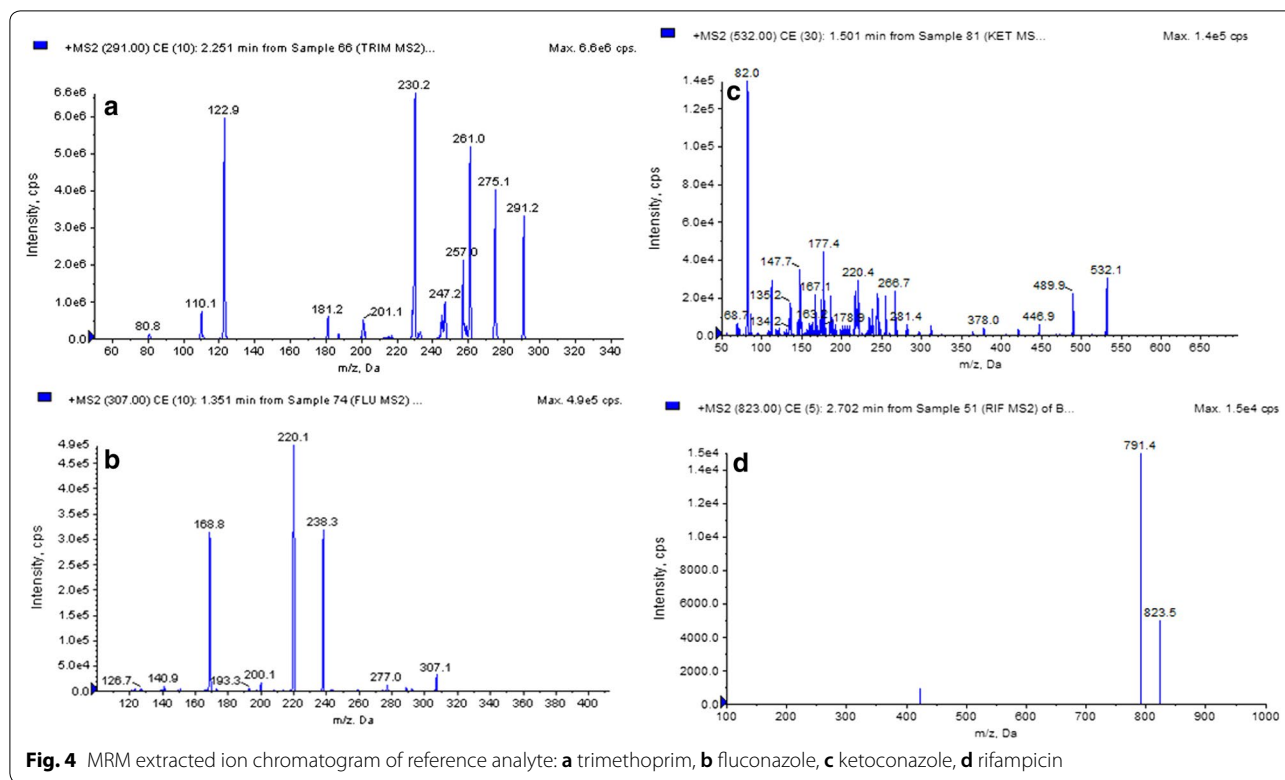 +MS2 (291.00) CE (10): 2.251 min from Sample 66 (TRIM MS2)... Max. 6.6e6 cps.
a
Intensity, cps
6.6e6
6.0e6
5.0e6
4.0e6
3.0e6
2.0e6
1.0e6
0.0
80.8
110.1
122.9
181.2
201.1
230.2
247.2
257.0
261.0
275.1
291.2
60 80 100 120 140 160 180 200 220 240 260 280 300 320 340
m/z, Da
+MS2 (532.00) CE (30): 1.501 min from Sample 81 (KET MS... Max. 1.4e5 cps
c
Intensity, cps
1.4e5
1.2e5
1.0e5
8.0e4
6.0e4
4.0e4
2.0e4
0.0
82.0
68.7
134.2
135.2
147.7
163.2
167.1
177.4
178.9
220.4
266.7
281.4
378.0
446.9
489.9
532.1
50 100 150 200 250 300 350 400 450 500 550 600 650
m/z, Da
+MS2 (307.00) CE (10): 1.351 min from Sample 74 (FLU MS2) ... Max. 4.9e5 cps.
b
Intensity, cps
4.9e5
4.5e5
4.0e5
3.5e5
3.0e5
2.5e5
2.0e5
1.5e5
1.0e5
5.0e4
0.0
126.7
140.9
168.8
193.3
200.1
220.1
238.3
277.0
307.1
120 140 160 180 200 220 240 260 280 300 320 340 360 380 400
m/z, Da
+MS2 (823.00) CE (5): 2.702 min from Sample 51 (RIF MS2) of B... Max. 1.5e4 cps.
d
Intensity, cps
1.5e4
1.4e4
1.2e4
1.0e4
8000.0
6000.0
4000.0
2000.0
0.0
791.4
823.5
100 200 300 400 500 600 700 800 900 1000
m/z, Da
Fig. 4 MRM extracted ion chromatogram of reference analyte: a trimethoprim, b fluconazole, c ketoconazole, d rifampicin